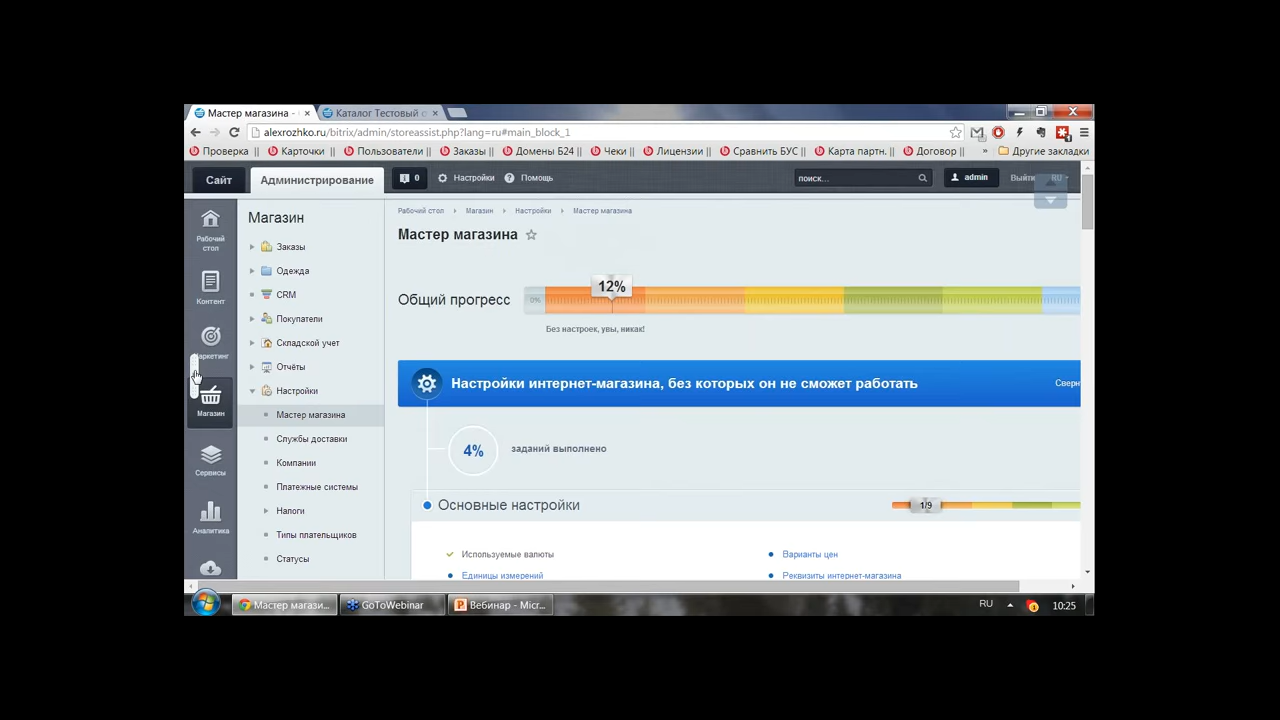 Мастер магазина -
Каталог Тестовый с
alexrozhko.ru/bitrix/admin/storeassist.php?lang=ru#main_block_1
Проверка || Карточки || Пользователи || Заказы || Домены Б24 || Чеки || Лицензии || Сравнить БУС || Карта партн. || Договор || » Другие закладки
Сайт Администрирование 0 Настройки Помощь поиск... admin Выйти RU
Рабочий стол
Контент
Маркетинг
Магазин
Сервисы
Аналитика
Магазин
Заказы
Одежда
CRM
Покупатели
Складской учет
Отчёты
Настройки
Мастер магазина
Службы доставки
Компании
Платежные системы
Налоги
Типы плательщиков
Статусы
Рабочий стол Магазин Настройки Мастер магазина
Мастер магазина
Общий прогресс 0% 12%
Без настроек, увы, никак!
Настройки интернет-магазина, без которых он не сможет работать Сверн
4% заданий выполнено
Основные настройки 1/9
Используемые валюты Варианты цен
Единицы измерений Реквизиты интернет-магазина
Мастер магази... GoToWebinar Вебинар - Micr... RU 10:25